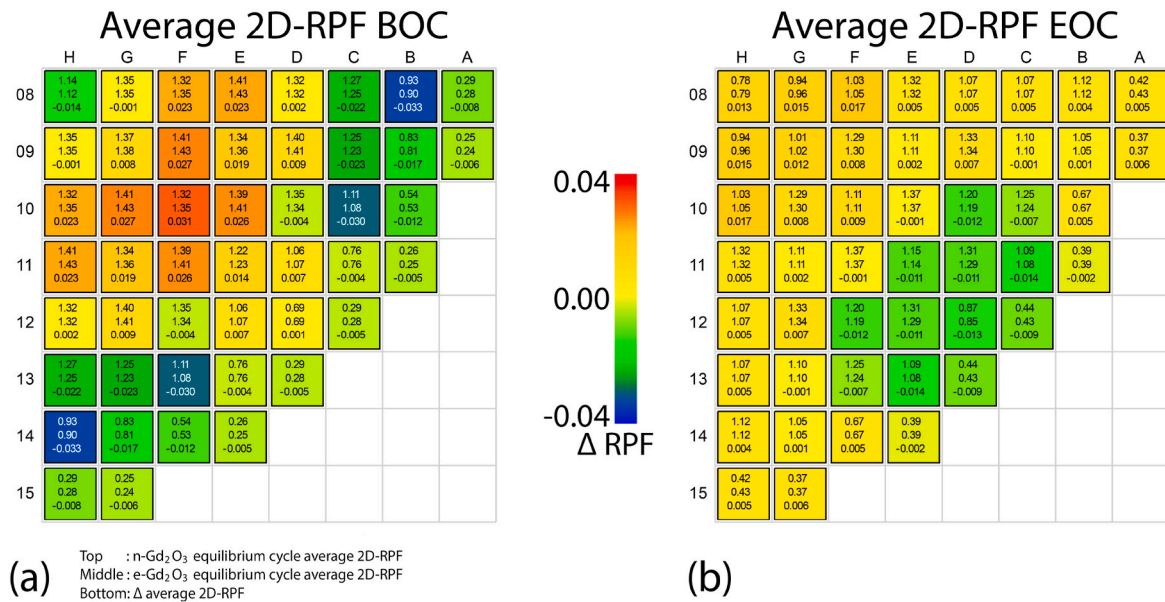 Average 2D-RPF BOC
H G F E D C B A
08
1.14 1.35 1.32 1.41 1.32 1.27 0.93 0.29
1.12 1.35 1.35 1.43 1.32 1.25 0.90 0.28
-0.014 -0.001 0.023 0.023 0.002 -0.022 -0.033 -0.008
09
1.35 1.37 1.41 1.34 1.40 1.25 0.83 0.25
1.35 1.38 1.43 1.36 1.41 1.23 0.81 0.24
-0.001 0.008 0.027 0.019 0.009 -0.023 -0.017 -0.006
10
1.32 1.41 1.32 1.39 1.35 1.11 0.54
1.35 1.43 1.35 1.41 1.34 1.08 0.53
0.023 0.027 0.031 0.026 -0.004 -0.030 -0.012
11
1.41 1.34 1.39 1.22 1.06 0.76 0.26
1.43 1.36 1.41 1.23 1.07 0.76 0.25
0.023 0.019 0.026 0.014 0.007 -0.004 -0.005
12
1.32 1.40 1.35 1.06 0.69 0.29
1.32 1.41 1.34 1.07 0.69 0.28
0.002 0.009 -0.004 0.007 0.001 -0.005
13
1.27 1.25 1.11 0.76 0.29
1.25 1.23 1.08 0.76 0.28
-0.022 -0.023 -0.030 -0.004 -0.005
14
0.93 0.83 0.54 0.26
0.90 0.81 0.53 0.25
-0.033 -0.017 -0.012 -0.005
15
0.29 0.25
0.28 0.24
-0.008 -0.006
(a)
Top : n-Gd₂O₃ equilibrium cycle average 2D-RPF
Middle : e-Gd₂O₃ equilibrium cycle average 2D-RPF
Bottom: Δ average 2D-RPF
0.04
0.00
-0.04
Δ RPF
Average 2D-RPF EOC
H G F E D C B A
08
0.78 0.94 1.03 1.32 1.07 1.07 1.12 0.42
0.79 0.96 1.05 1.32 1.07 1.07 1.12 0.43
0.013 0.015 0.017 0.005 0.005 0.005 0.004 0.005
09
0.94 1.01 1.29 1.11 1.33 1.10 1.05 0.37
0.96 1.02 1.30 1.11 1.34 1.10 1.05 0.37
0.015 0.012 0.008 0.002 0.007 -0.001 0.001 0.006
10
1.03 1.29 1.11 1.37 1.20 1.25 0.67
1.05 1.30 1.11 1.37 1.19 1.24 0.67
0.017 0.008 0.009 -0.001 -0.012 -0.007 0.005
11
1.32 1.11 1.37 1.15 1.31 1.09 0.39
1.32 1.11 1.37 1.14 1.29 1.08 0.39
0.005 0.002 -0.001 -0.011 -0.011 -0.014 -0.002
12
1.07 1.33 1.20 1.31 0.87 0.44
1.07 1.34 1.19 1.29 0.85 0.43
0.005 0.007 -0.012 -0.011 -0.013 -0.009
13
1.07 1.10 1.25 1.09 0.44
1.07 1.10 1.24 1.08 0.43
0.005 -0.001 -0.007 -0.014 -0.009
14
1.12 1.05 0.67 0.39
1.12 1.05 0.67 0.39
0.004 0.001 0.005 -0.002
15
0.42 0.37
0.43 0.37
0.005 0.006
(b)